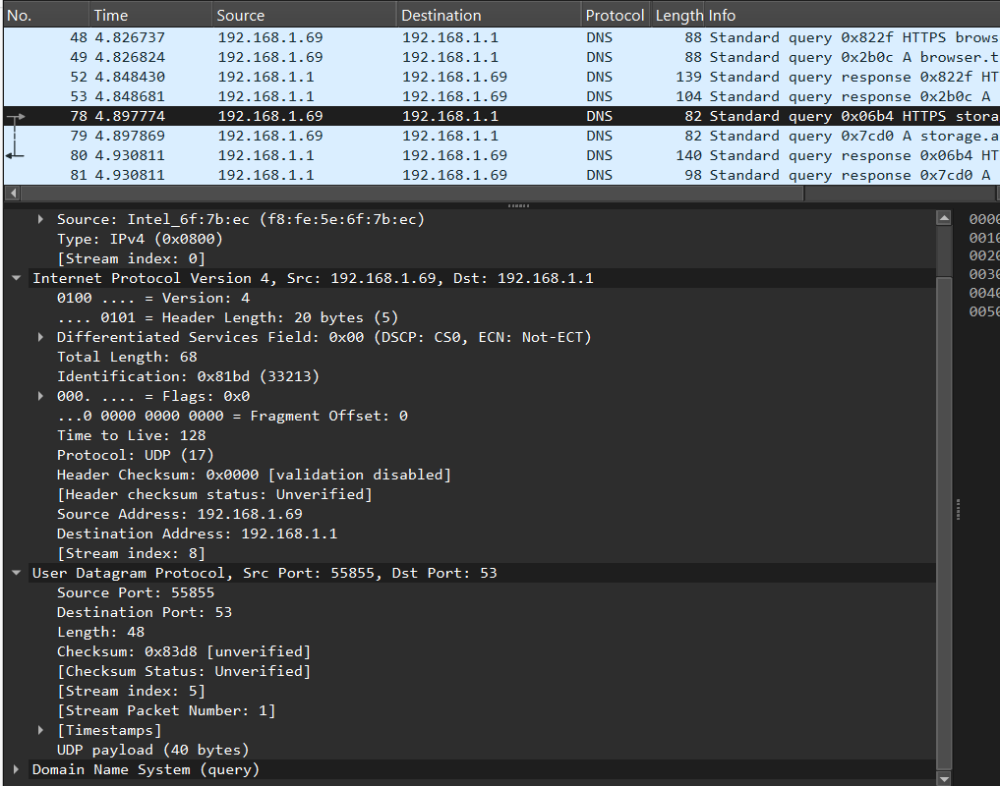 No. Time Source Destination Protocol Length Info
48 4.826737 192.168.1.69 192.168.1.1 DNS 88 Standard query 0x822f HTTPS brows
49 4.826824 192.168.1.69 192.168.1.1 DNS 88 Standard query 0x2b0c A browser.t
52 4.848430 192.168.1.1 192.168.1.69 DNS 139 Standard query response 0x822f HT
53 4.848681 192.168.1.1 192.168.1.69 DNS 104 Standard query response 0x2b0c A
78 4.897774 192.168.1.69 192.168.1.1 DNS 82 Standard query 0x06b4 HTTPS stora
79 4.897869 192.168.1.69 192.168.1.1 DNS 82 Standard query 0x7cd0 A storage.a
80 4.930811 192.168.1.1 192.168.1.69 DNS 140 Standard query response 0x06b4 HT
81 4.930811 192.168.1.1 192.168.1.69 DNS 98 Standard query response 0x7cd0 A
Source: Intel_6f:7b:ec (f8:fe:5e:6f:7b:ec)
Type: IPv4 (0x0800)
[Stream index: 0]
Internet Protocol Version 4, Src: 192.168.1.69, Dst: 192.168.1.1
0100 .... = Version: 4
.... 0101 = Header Length: 20 bytes (5)
Differentiated Services Field: 0x00 (DSCP: CS0, ECN: Not-ECT)
Total Length: 68
Identification: 0x81bd (33213)
000. .... = Flags: 0x0
...0 0000 0000 0000 = Fragment Offset: 0
Time to Live: 128
Protocol: UDP (17)
Header Checksum: 0x0000 [validation disabled]
[Header checksum status: Unverified]
Source Address: 192.168.1.69
Destination Address: 192.168.1.1
[Stream index: 8]
User Datagram Protocol, Src Port: 55855, Dst Port: 53
Source Port: 55855
Destination Port: 53
Length: 48
Checksum: 0x83d8 [unverified]
[Checksum Status: Unverified]
[Stream index: 5]
[Stream Packet Number: 1]
[Timestamps]
UDP payload (40 bytes)
Domain Name System (query)
0000
0010
0020
0030
0040
0050